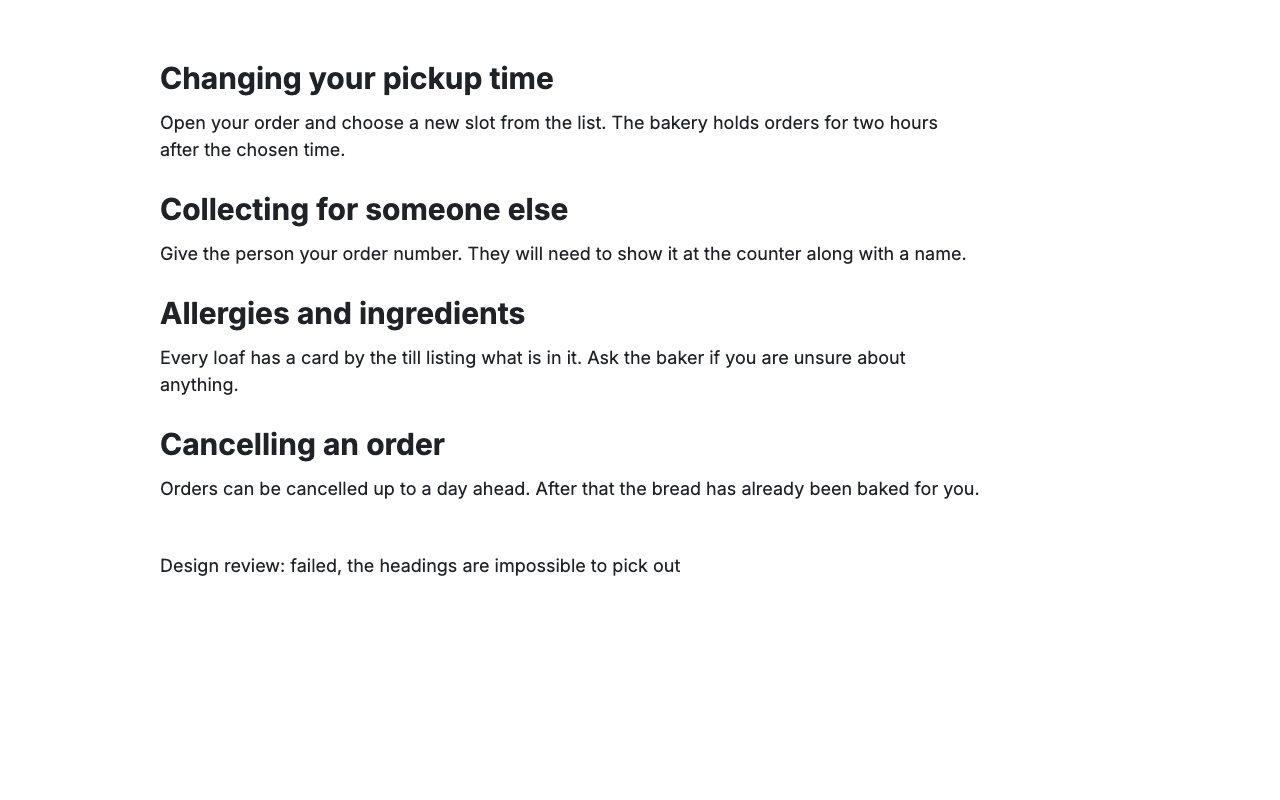 Changing your pickup time
Open your order and choose a new slot from the list. The bakery holds orders for two hours
after the chosen time.
Collecting for someone else
Give the person your order number. They will need to show it at the counter along with a name.
Allergies and ingredients
Every loaf has a card by the till listing what is in it. Ask the baker if you are unsure about
anything.
Cancelling an order
Orders can be cancelled up to a day ahead. After that the bread has already been baked for you.
Design review: failed, the headings are impossible to pick out